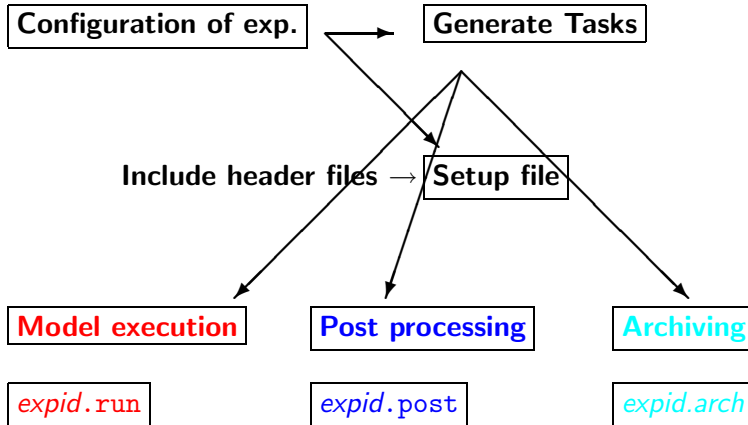 Configuration of exp. Generate Tasks
Include header files → Setup file
Model execution Post processing Archiving
expid.run expid.post expid.arch